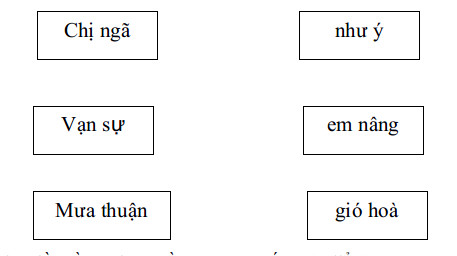 Chị ngã như ý
Vạn sự em nâng
Mưa thuận gió hoà